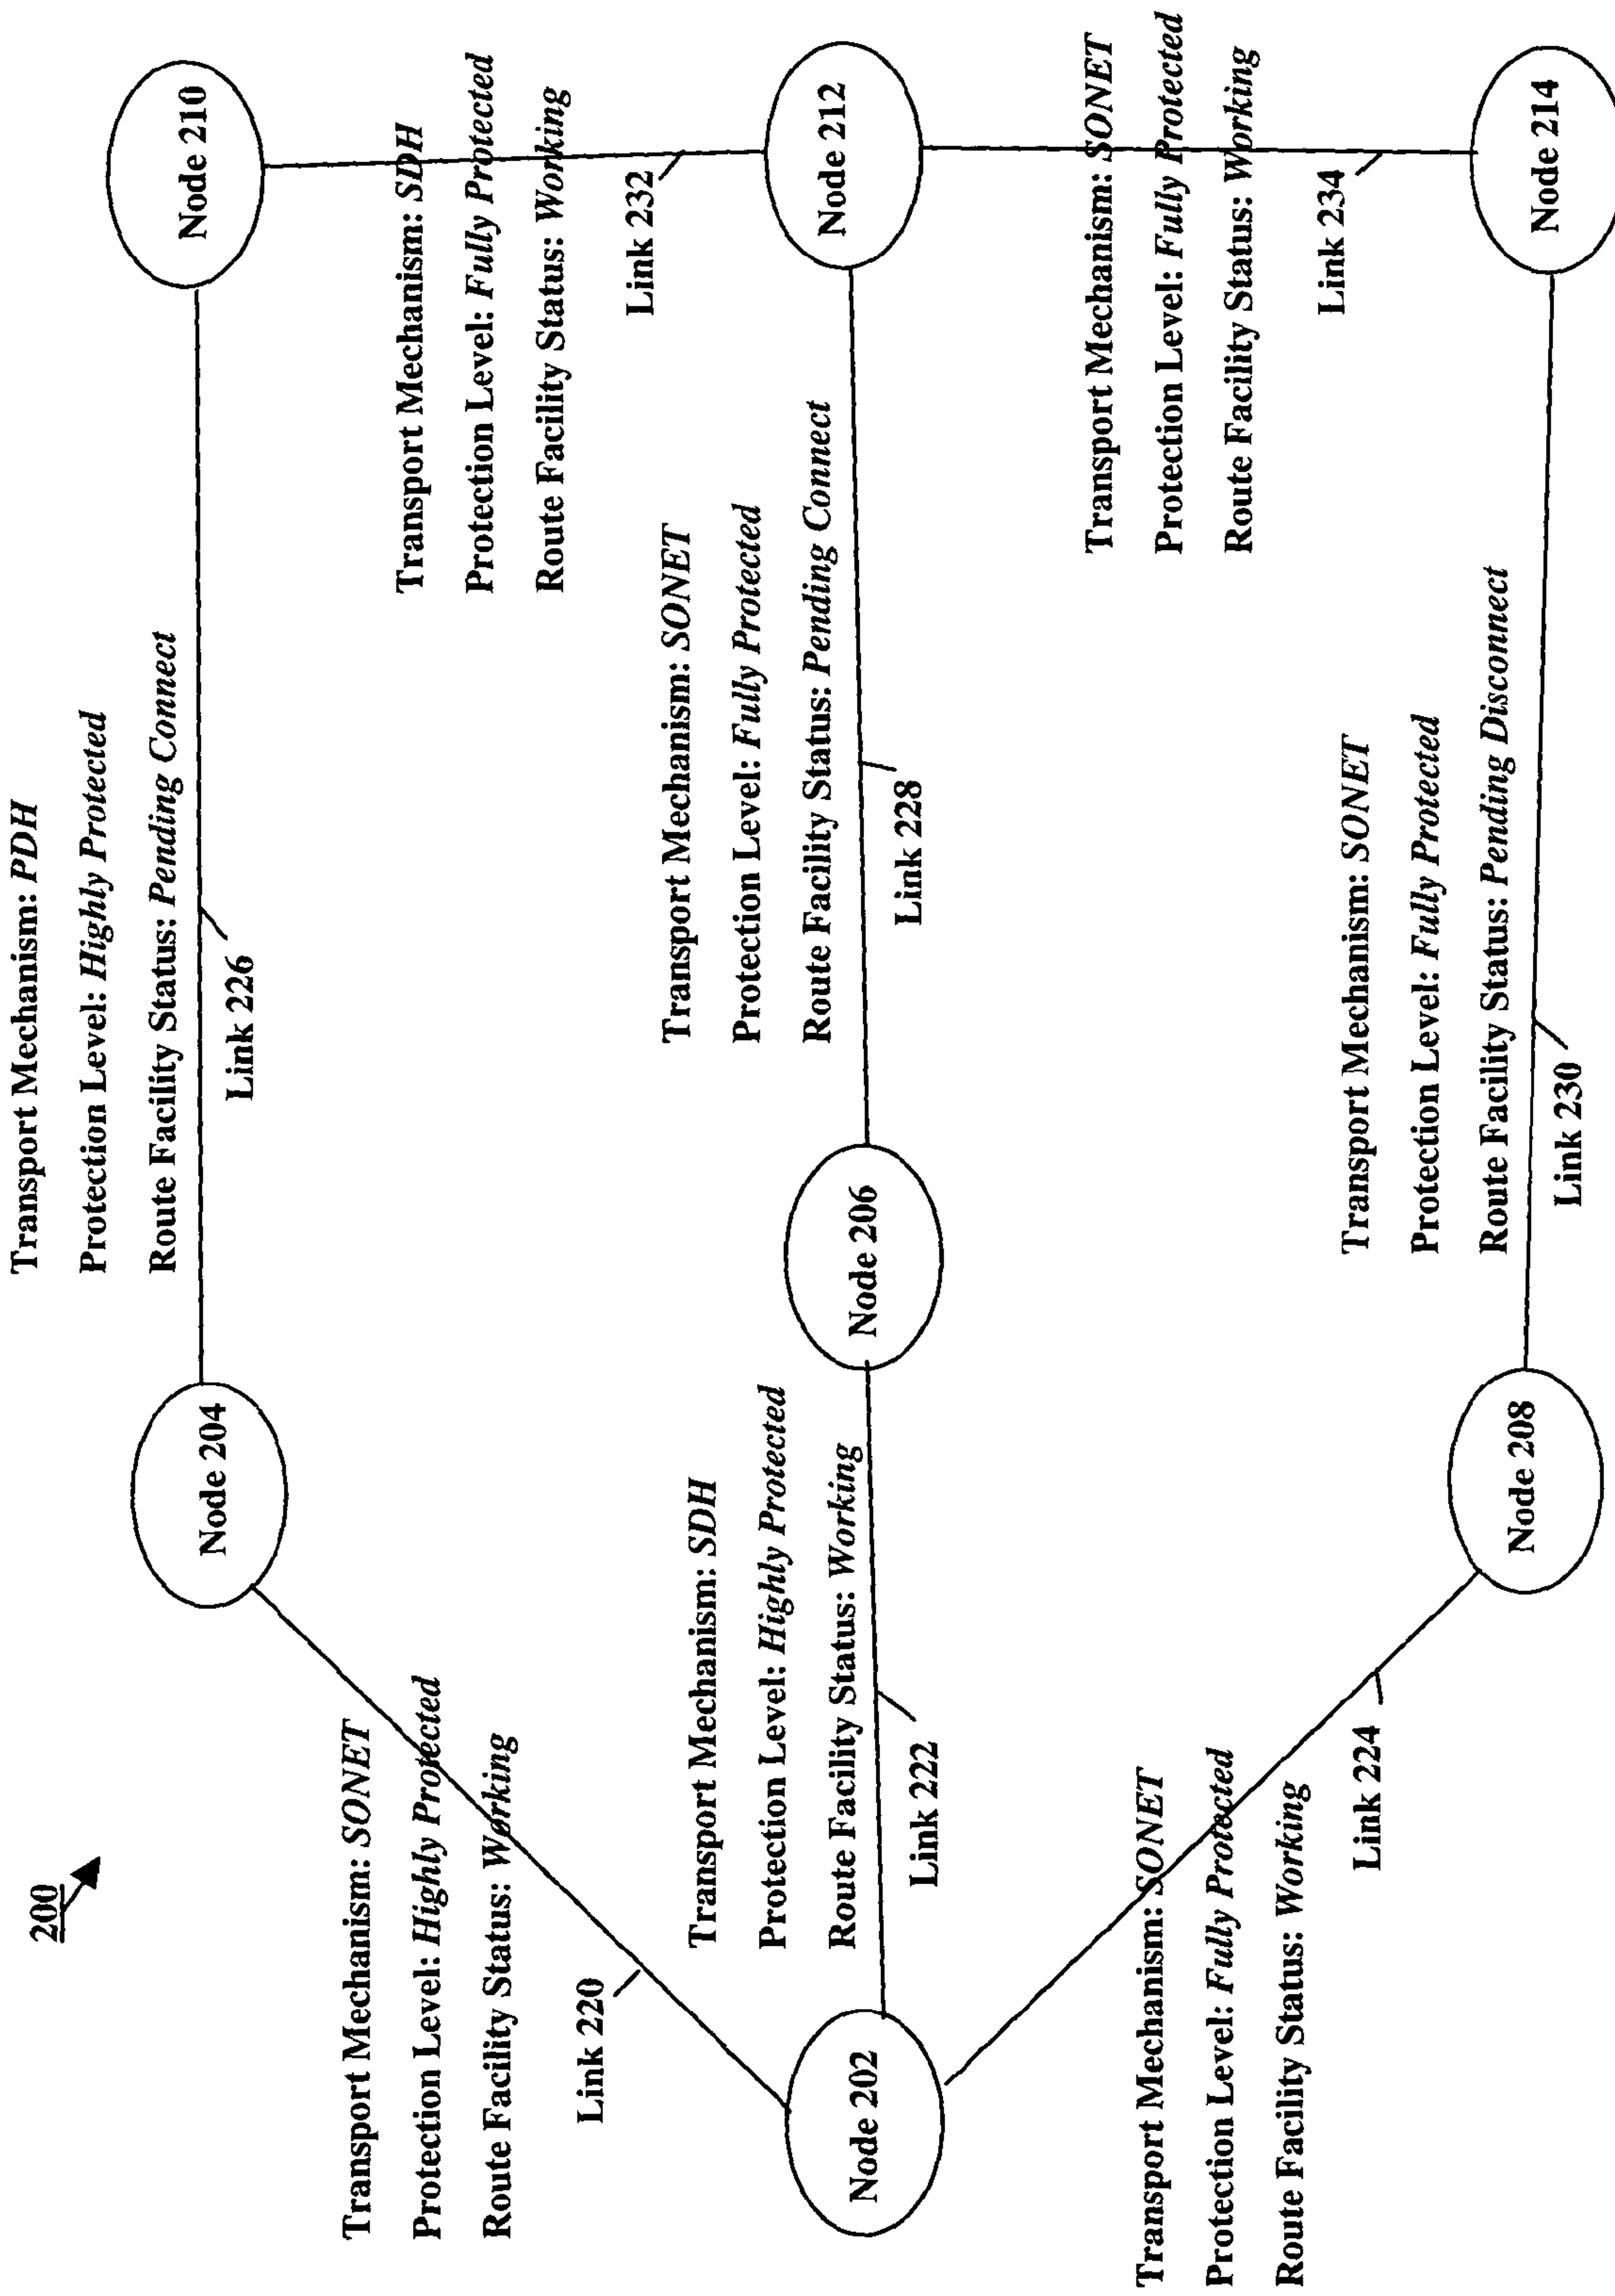 200
Transport Mechanism: PDH
Protection Level: Highly Protected
Route Facility Status: Pending Connect
Link 226
Node 204
Node 210
Transport Mechanism: SONET
Protection Level: Highly Protected
Route Facility Status: Working
Link 220
Transport Mechanism: SDH
Protection Level: Fully Protected
Route Facility Status: Working
Link 232
Transport Mechanism: SDH
Protection Level: Highly Protected
Route Facility Status: Working
Link 222
Transport Mechanism: SONET
Protection Level: Fully Protected
Route Facility Status: Pending Connect
Link 228
Node 202
Node 206
Node 212
Transport Mechanism: SONET
Protection Level: Fully Protected
Route Facility Status: Working
Link 224
Transport Mechanism: SONET
Protection Level: Fully Protected
Route Facility Status: Working
Link 234
Transport Mechanism: SONET
Protection Level: Fully Protected
Route Facility Status: Pending Disconnect
Link 230
Node 208
Node 214